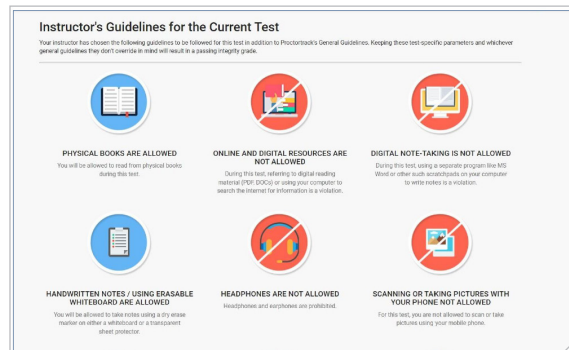 Instructor's Guidelines for the Current Test
Your instructor has chosen the following guidelines to be followed for this test in addition to Proctortrack's General Guidelines. Keeping these test-specific parameters and whichever
general guidelines they don't override in mind will result in a passing integrity grade.
PHYSICAL BOOKS ARE ALLOWED
You will be allowed to read from physical books
during this test.
ONLINE AND DIGITAL RESOURCES ARE
NOT ALLOWED
During this test, referring to digital reading
material (PDF, DOCs) or using your computer to
search the Internet for information is a violation.
DIGITAL NOTE-TAKING IS NOT ALLOWED
During this test, using a separate program like MS
Word or other such scratchpads on your computer
to write notes is a violation.
HANDWRITTEN NOTES / USING ERASABLE
WHITEBOARD ARE ALLOWED
You will be allowed to take notes using a dry erase
marker on either a whiteboard or a transparent
sheet protector.
HEADPHONES ARE NOT ALLOWED
Headphones and earphones are prohibited.
SCANNING OR TAKING PICTURES WITH
YOUR PHONE NOT ALLOWED
For this test, you are not allowed to scan or take
pictures using your mobile phone.